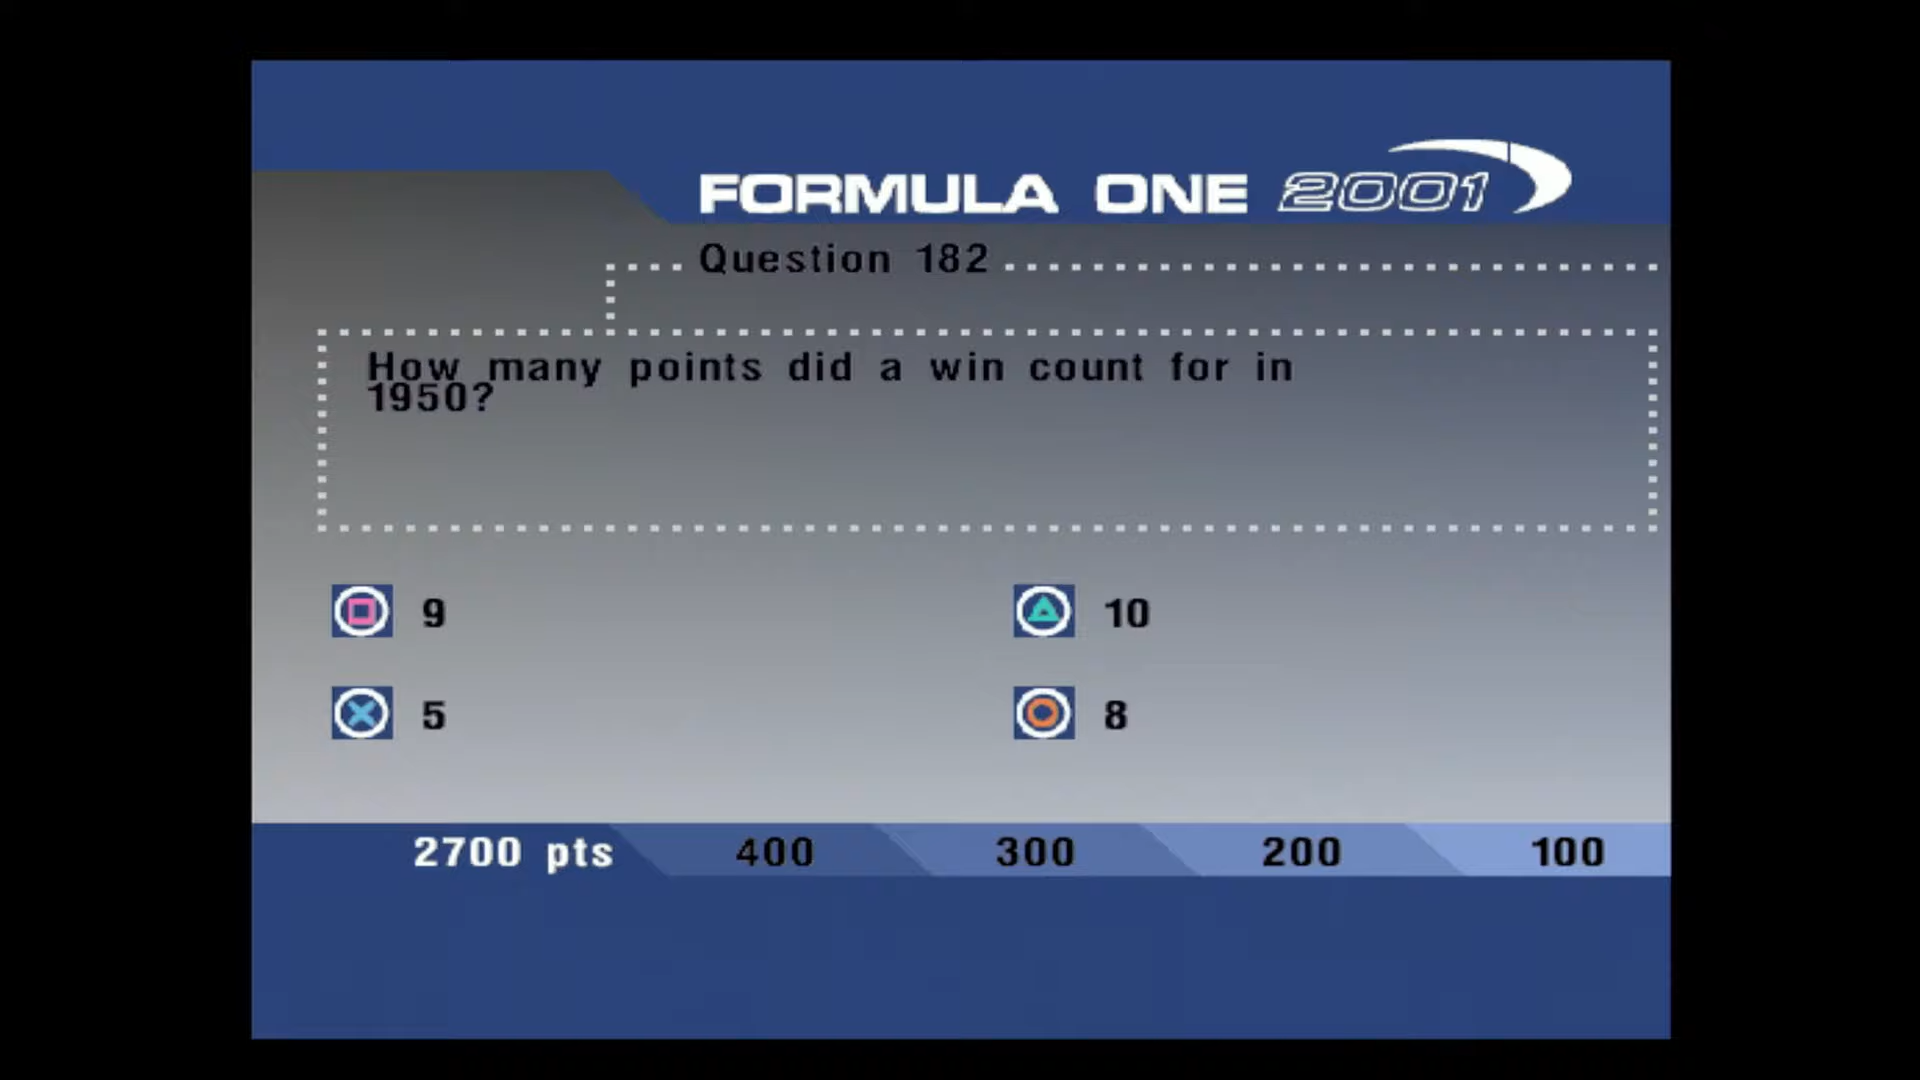 FORMULA ONE 2001
Question 182
How many points did a win count for in
1950?
9
10
5
8
2700 pts 400 300 200 100